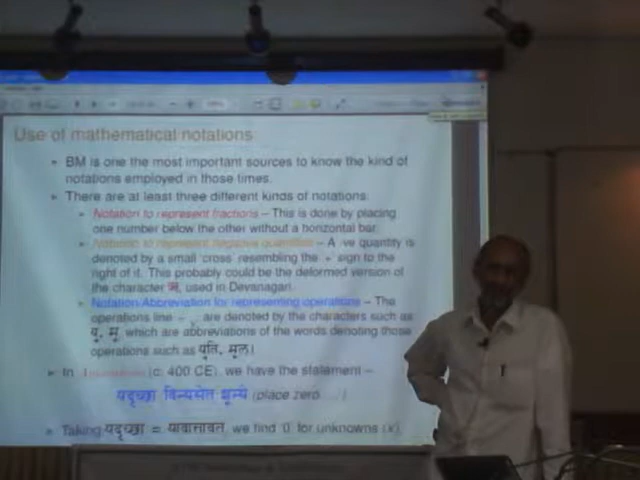 Use of mathematical notations
BM is one the most important sources to know the kind of
notations employed in those times.
There are at least three different kinds of notations.
Notation to represent fractions – This is done by placing
one number below the other without a horizontal bar.
Notation to represent negative quantities – A -ve quantity is
denoted by a small 'cross' resembling the + sign to the
right of it. This probably could be the deformed version of
the character ऋ, used in Devanagari.
Notation/Abbreviation for representing operations – The
operations like are denoted by the characters such as
यु, मू, which are abbreviations of the words denoting those
operations such as युति, मूल।
In (c. 400 CE), we have the statement –
यदृच्छा विन्यसेत् शून्ये (place zero ...)
Taking यदृच्छा = यावत्तावत्, we find '0' for unknowns (x).